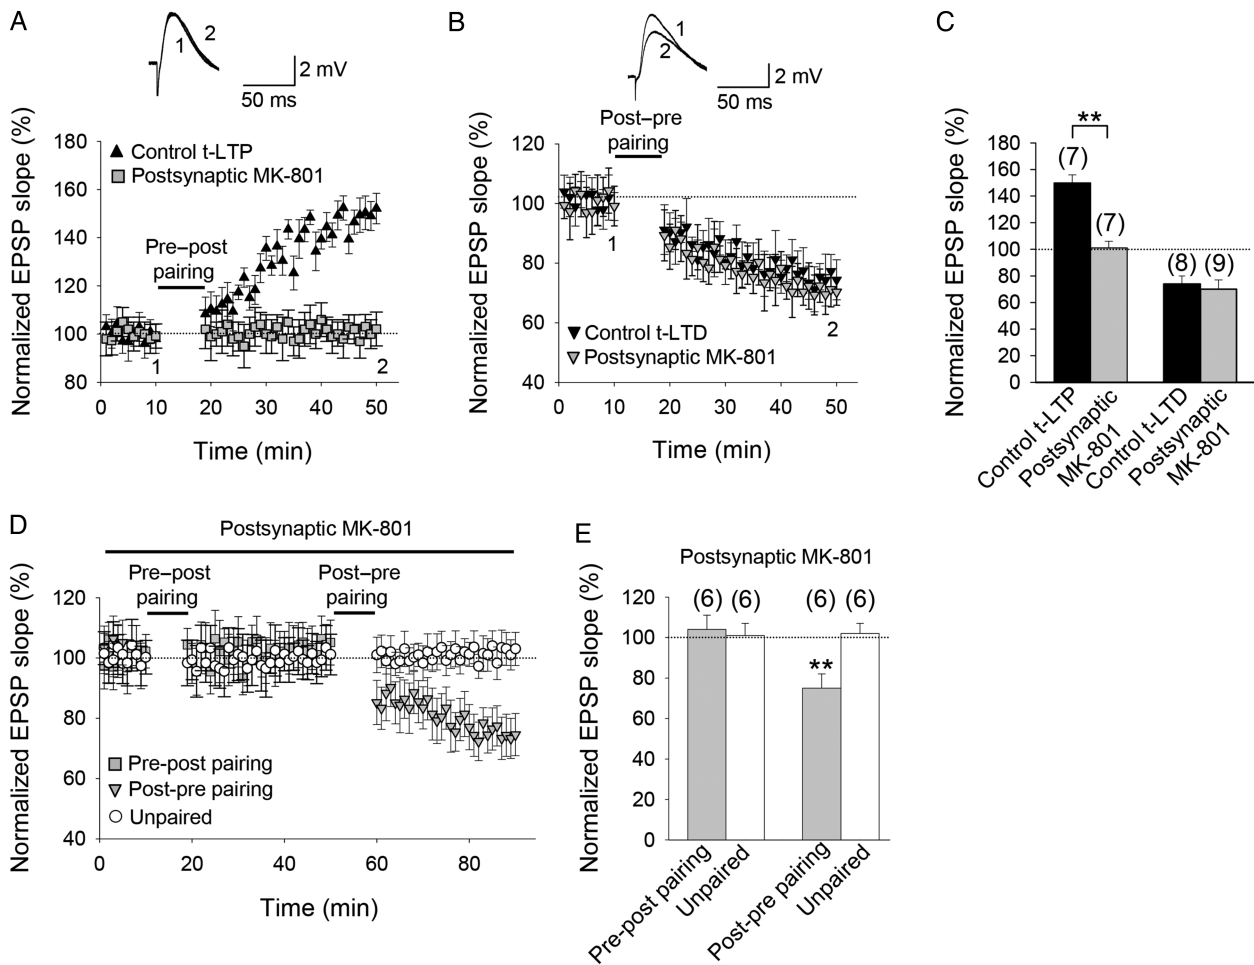 A
1
2
2 mV
50 ms
Normalized EPSP slope (%)
180
160
140
120
100
80
Control t-LTP
Postsynaptic MK-801
Pre–post
pairing
1
2
0
10
20
30
40
50
Time (min)
B
1
2
2 mV
50 ms
Post–pre
pairing
Normalized EPSP slope (%)
120
100
80
60
40
1
2
Control t-LTD
Postsynaptic MK-801
0
10
20
30
40
50
Time (min)
C
Normalized EPSP slope (%)
180
160
140
120
100
80
60
40
20
0
**
(7)
(7)
(8)
(9)
Control t-LTP
Postsynaptic
MK-801
Control t-LTD
Postsynaptic
MK-801
D
Postsynaptic MK-801
Pre–post
pairing
Post–pre
pairing
Normalized EPSP slope (%)
120
100
80
60
40
Pre-post pairing
Post-pre pairing
Unpaired
0
20
40
60
80
Time (min)
E
Postsynaptic MK-801
Normalized EPSP slope (%)
120
100
80
60
40
20
0
(6)
(6)
(6)
(6)
**
Pre-post pairing
Unpaired
Post-pre pairing
Unpaired